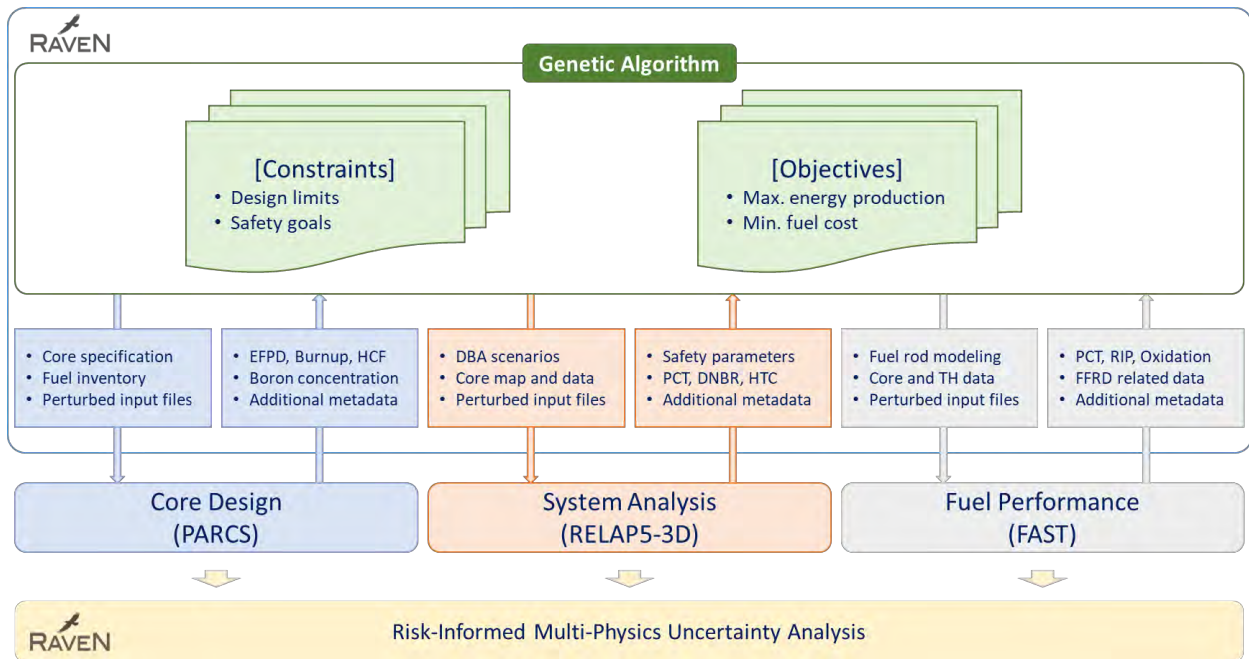 RAVEN
Genetic Algorithm
[Constraints]
• Design limits
• Safety goals
[Objectives]
• Max. energy production
• Min. fuel cost
• Core specification
• Fuel inventory
• Perturbed input files
• EFPD, Burnup, HCF
• Boron concentration
• Additional metadata
• DBA scenarios
• Core map and data
• Perturbed input files
• Safety parameters
• PCT, DNBR, HTC
• Additional metadata
• Fuel rod modeling
• Core and TH data
• Perturbed input files
• PCT, RIP, Oxidation
• FFRD related data
• Additional metadata
Core Design
(PARCS)
System Analysis
(RELAP5-3D)
Fuel Performance
(FAST)
RAVEN
Risk-Informed Multi-Physics Uncertainty Analysis